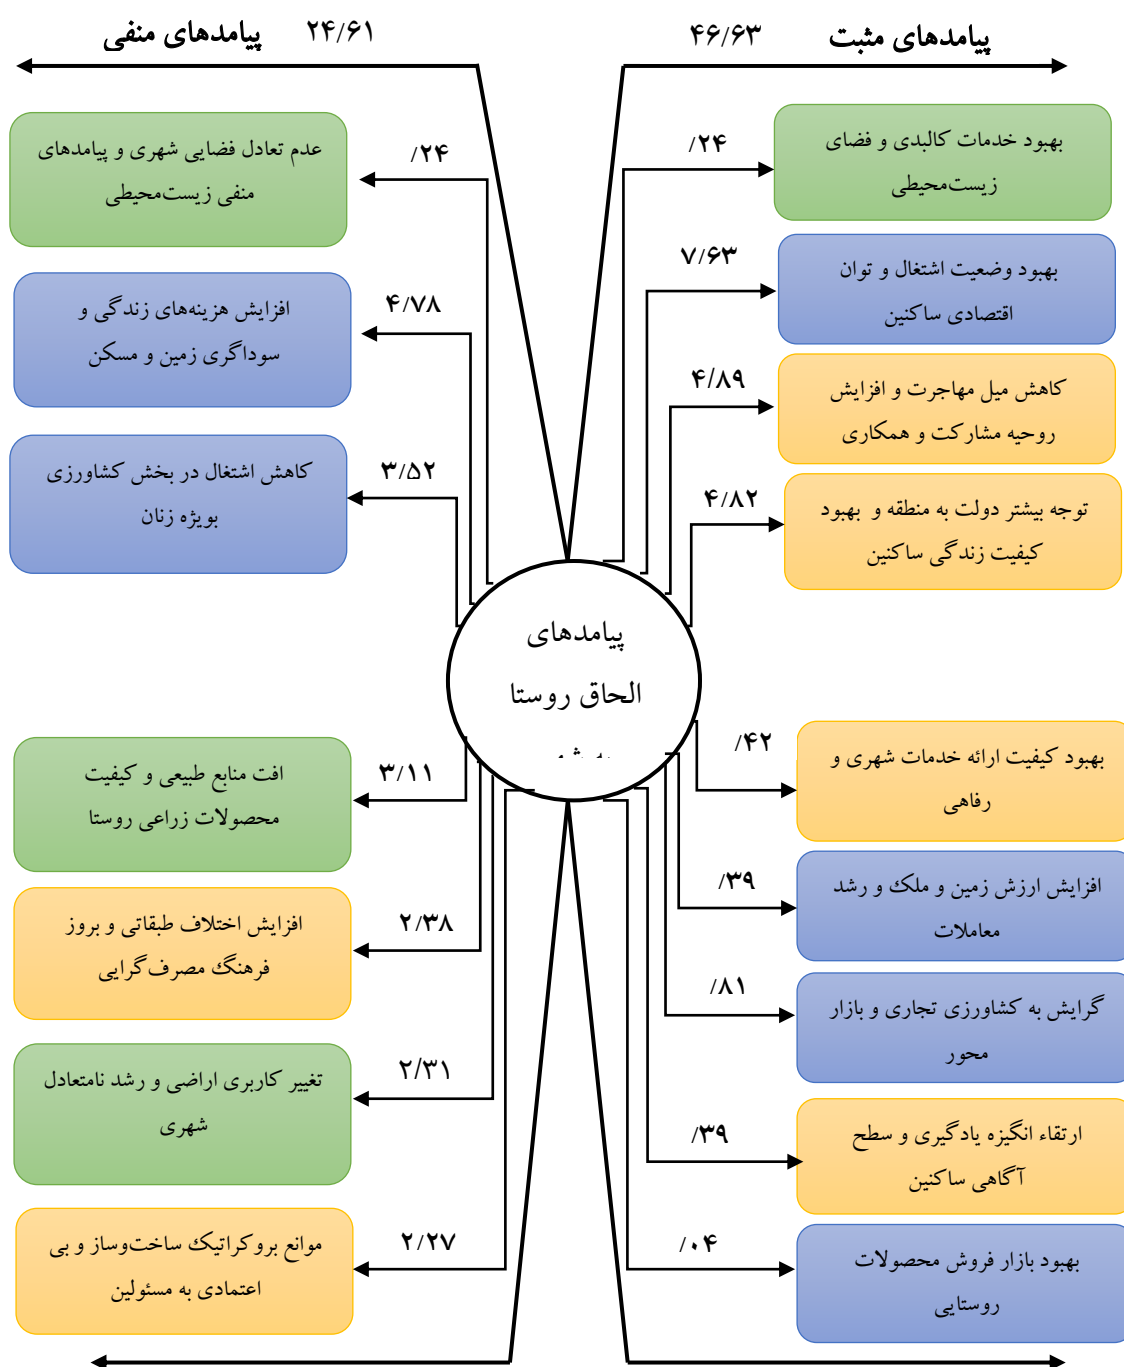 پیامدهای مثبت ۴۶/۶۳
بهبود خدمات کالبدی و فضای
زیست‌محیطی
/۲۴
بهبود وضعیت اشتغال و توان
اقتصادی ساکنین
۷/۶۳
کاهش میل مهاجرت و افزایش
روحیه مشارکت و همکاری
۴/۸۹
توجه بیشتر دولت به منطقه و بهبود
کیفیت زندگی ساکنین
۴/۸۲
بهبود کیفیت ارائه خدمات شهری و
رفاهی
/۴۲
افزایش ارزش زمین و ملک و رشد
معاملات
/۳۹
گرایش به کشاورزی تجاری و بازار
محور
/۸۱
ارتقاء انگیزه یادگیری و سطح
آگاهی ساکنین
/۳۹
بهبود بازار فروش محصولات
روستایی
/۰۴
پیامدهای
الحاق روستا
پیامدهای منفی ۲۴/۶۱
عدم تعادل فضایی شهری و پیامدهای
منفی زیست‌محیطی
/۲۴
افزایش هزینه‌های زندگی و
سوداگری زمین و مسکن
۴/۷۸
کاهش اشتغال در بخش کشاورزی
بویژه زنان
۳/۵۲
افت منابع طبیعی و کیفیت
محصولات زراعی روستا
۳/۱۱
افزایش اختلاف طبقاتی و بروز
فرهنگ مصرف‌گرایی
۲/۳۸
تغییر کاربری اراضی و رشد نامتعادل
شهری
۲/۳۱
موانع بروکراتیک ساخت‌وساز و بی
اعتمادی به مسئولین
۲/۲۷